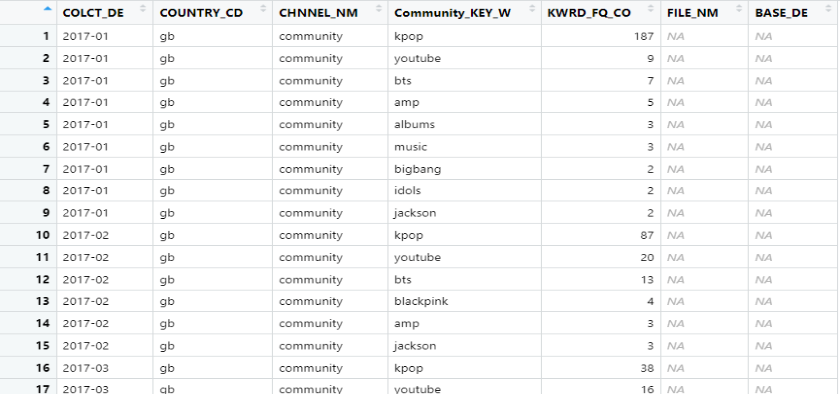 COLCT_DE COUNTRY_CD CHNNEL_NM Community_KEY_W KWRD_FQ_CO FILE_NM BASE_DE
1 2017-01 gb community kpop 187 NA NA
2 2017-01 gb community youtube 9 NA NA
3 2017-01 gb community bts 7 NA NA
4 2017-01 gb community amp 5 NA NA
5 2017-01 gb community albums 3 NA NA
6 2017-01 gb community music 3 NA NA
7 2017-01 gb community bigbang 2 NA NA
8 2017-01 gb community idols 2 NA NA
9 2017-01 gb community jackson 2 NA NA
10 2017-02 gb community kpop 87 NA NA
11 2017-02 gb community youtube 20 NA NA
12 2017-02 gb community bts 13 NA NA
13 2017-02 gb community blackpink 4 NA NA
14 2017-02 gb community amp 3 NA NA
15 2017-02 gb community jackson 3 NA NA
16 2017-03 gb community kpop 38 NA NA
17 2017-03 gb community youtube 16 NA NA